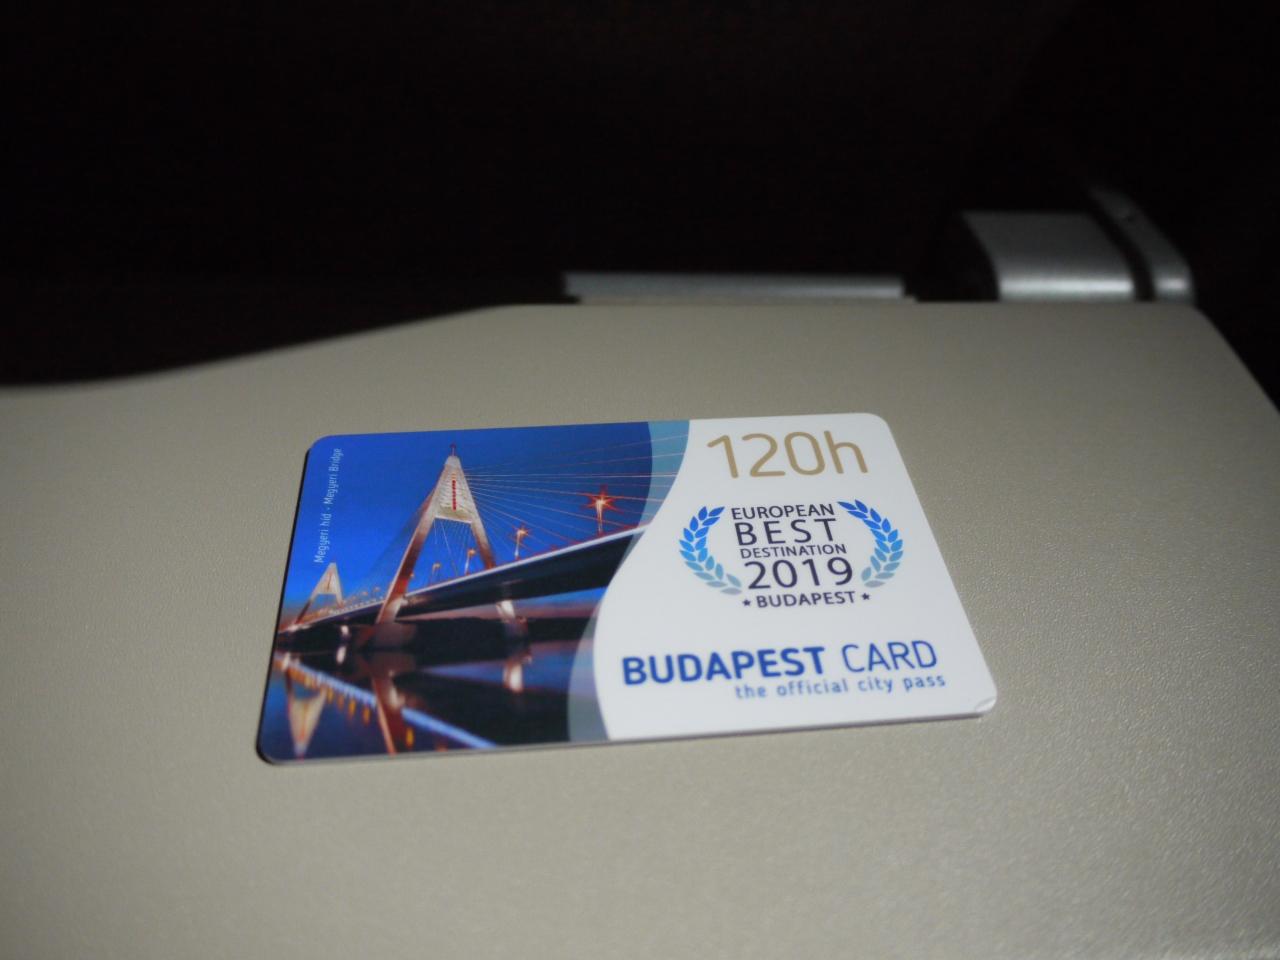 Megyeri híd - Megyeri Bridge
120h
EUROPEAN
BEST
DESTINATION
2019
★ BUDAPEST ★
BUDAPEST CARD
the official city pass